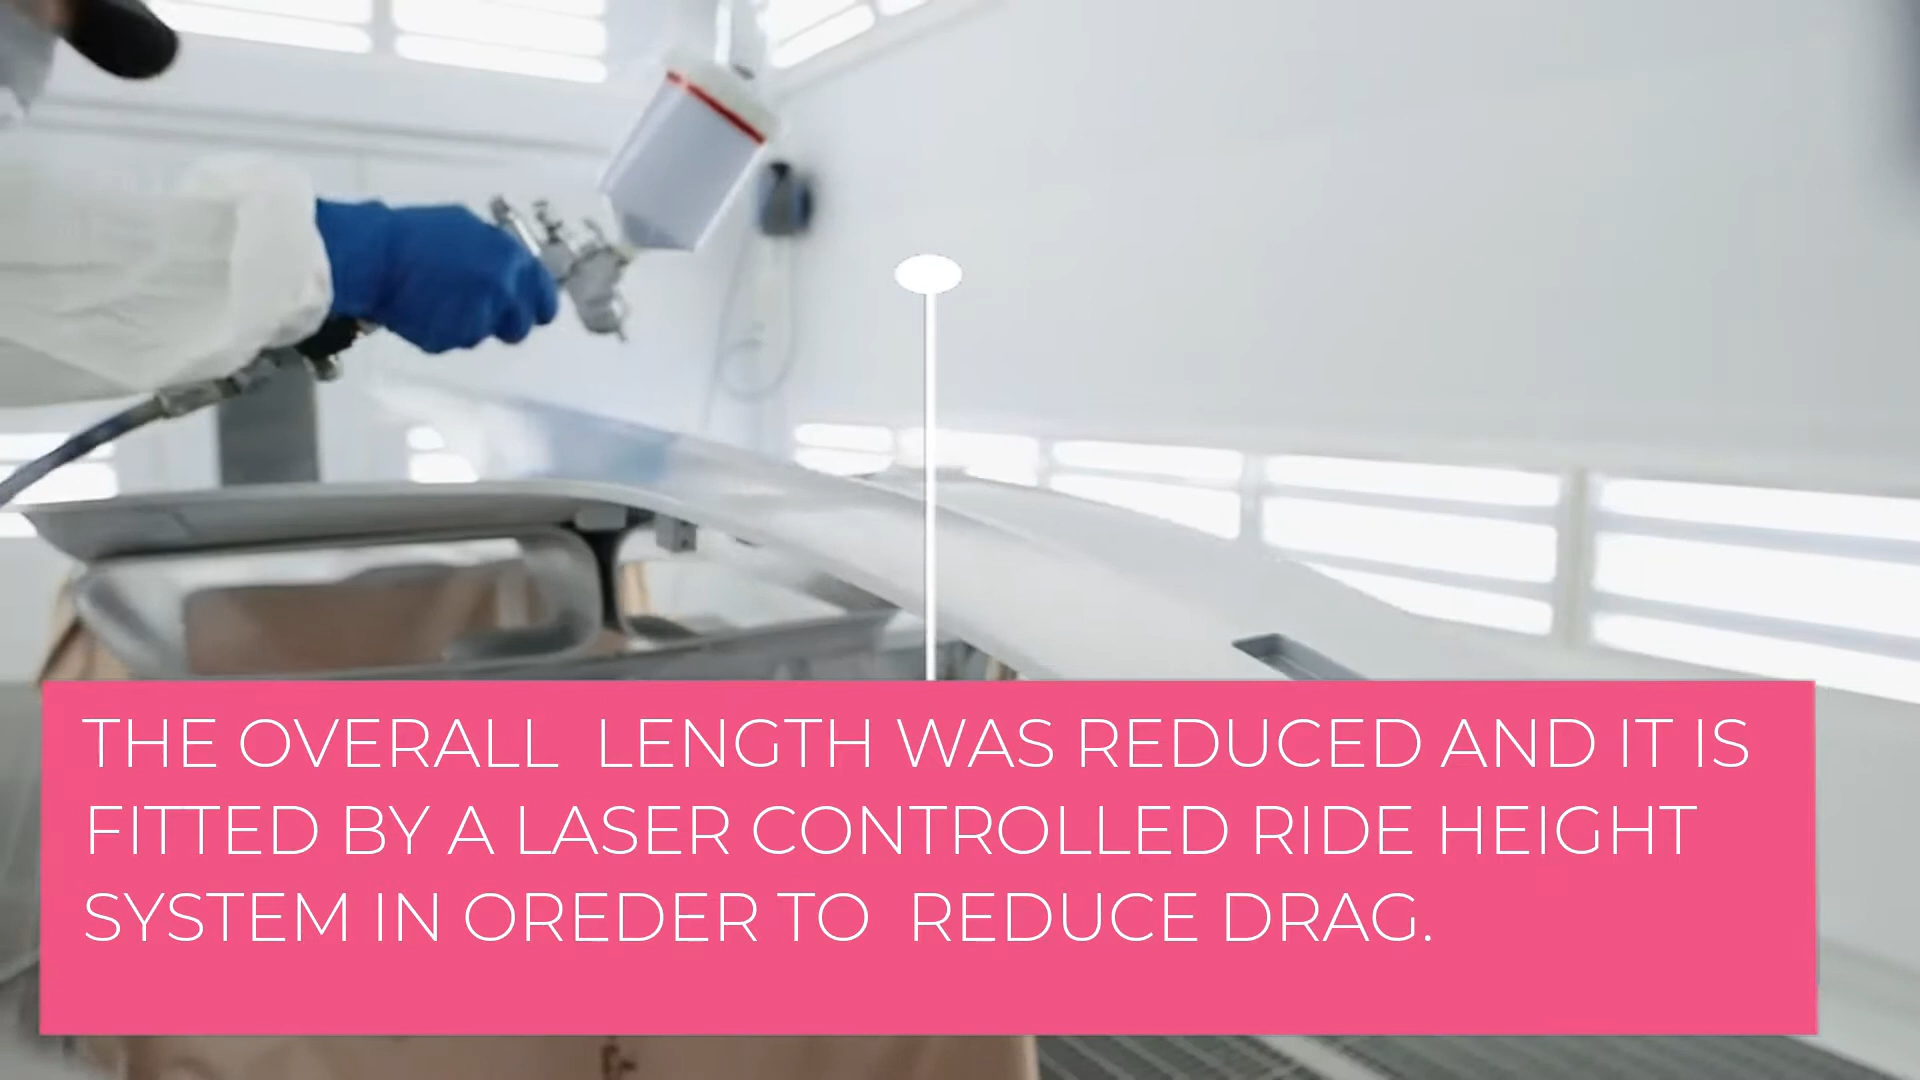 THE OVERALL  LENGTH WAS REDUCED AND IT IS
FITTED BY A LASER CONTROLLED RIDE HEIGHT
SYSTEM IN OREDER TO  REDUCE DRAG.